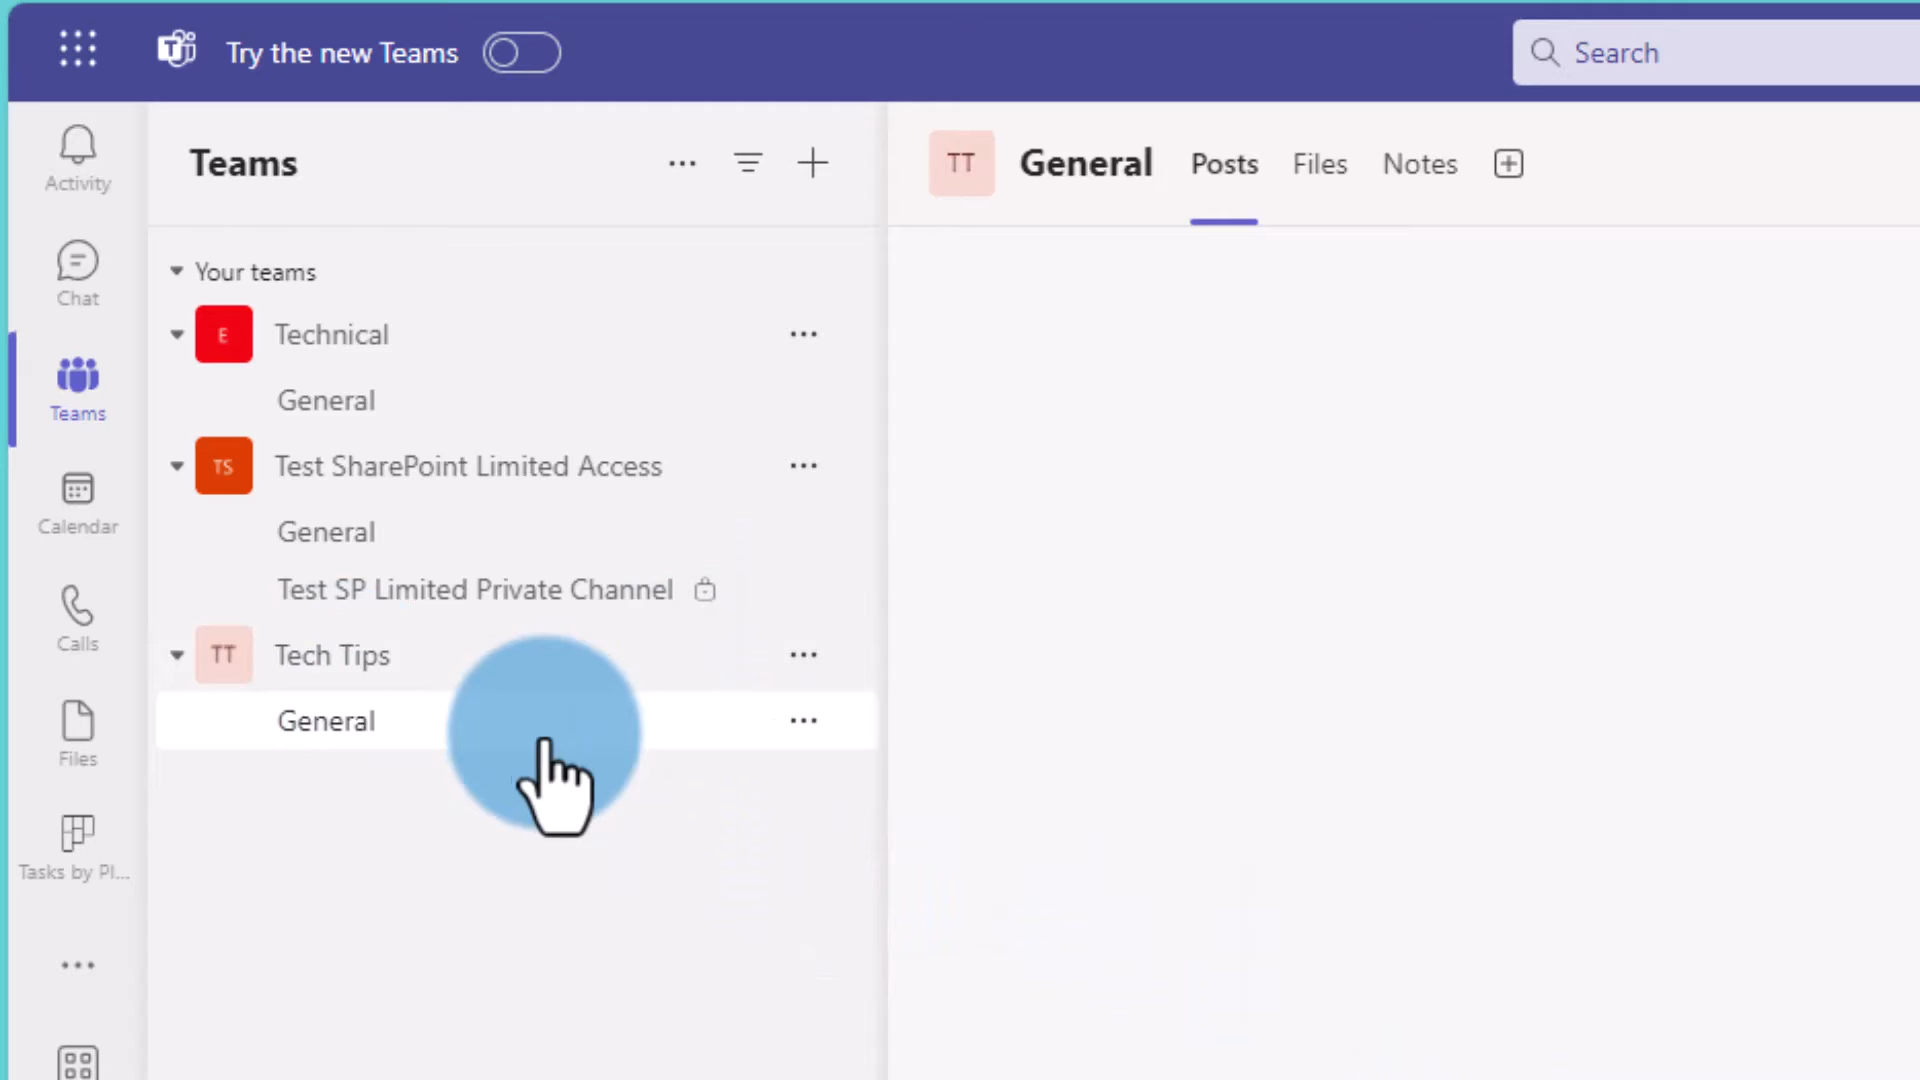 Try the new Teams
Search
Activity
Chat
Teams
Calendar
Calls
Files
Tasks by Pl...
Teams
Your teams
E Technical
General
TS Test SharePoint Limited Access
General
Test SP Limited Private Channel
TT Tech Tips
General
TT General Posts Files Notes